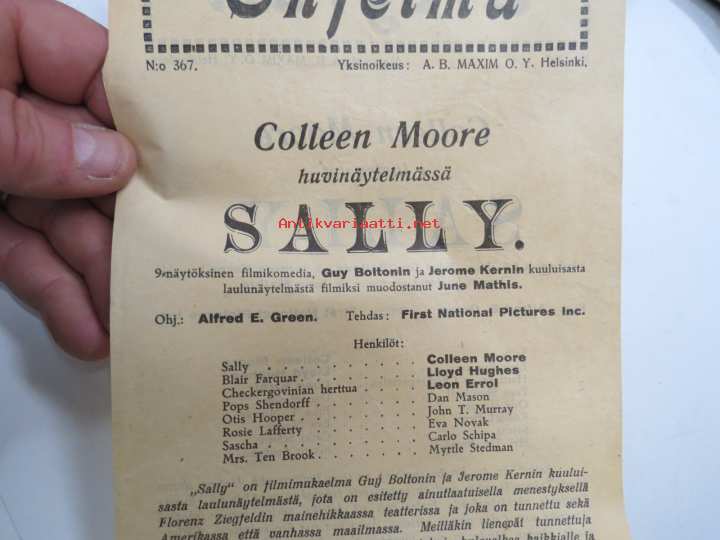 Ohjelma
N:o 367. Yksinoikeus: A. B. MAXIM O. Y. Helsinki.
Colleen Moore
huvinäytelmässä
SALLY.
Antikvariaatti.net
9-näytöksinen filmikomedia, Guy Boltonin ja Jerome Kernin kuuluisasta
laulunäytelmästä filmiksi muodostanut June Mathis.
Ohj.: Alfred E. Green. Tehdas: First National Pictures Inc.
Henkilöt:
Sally . . . . . . . . . Colleen Moore
Blair Farquar . . . . . . . Lloyd Hughes
Checkergovinian herttua . . . . Leon Errol
Pops Shendorff . . . . . . . Dan Mason
Otis Hooper . . . . . . . . John T. Murray
Rosie Lafferty . . . . . . . Eva Novak
Sascha . . . . . . . . . Carlo Schipa
Mrs. Ten Brook . . . . . . Myrtle Stedman
„Sally“ on filmimukaelma Guy Boltonin ja Jerome Kernin kuului-
sasta laulunäytelmästä, jota on esitetty ainutlaatuisella menestyksellä
Florenz Ziegfeldin mainehikkaassa teatterissa ja joka on tunnettu sekä
Amerikassa että vanhassa maailmassa. Meilläkin lienevät tunnettuja
kaikkialle ja